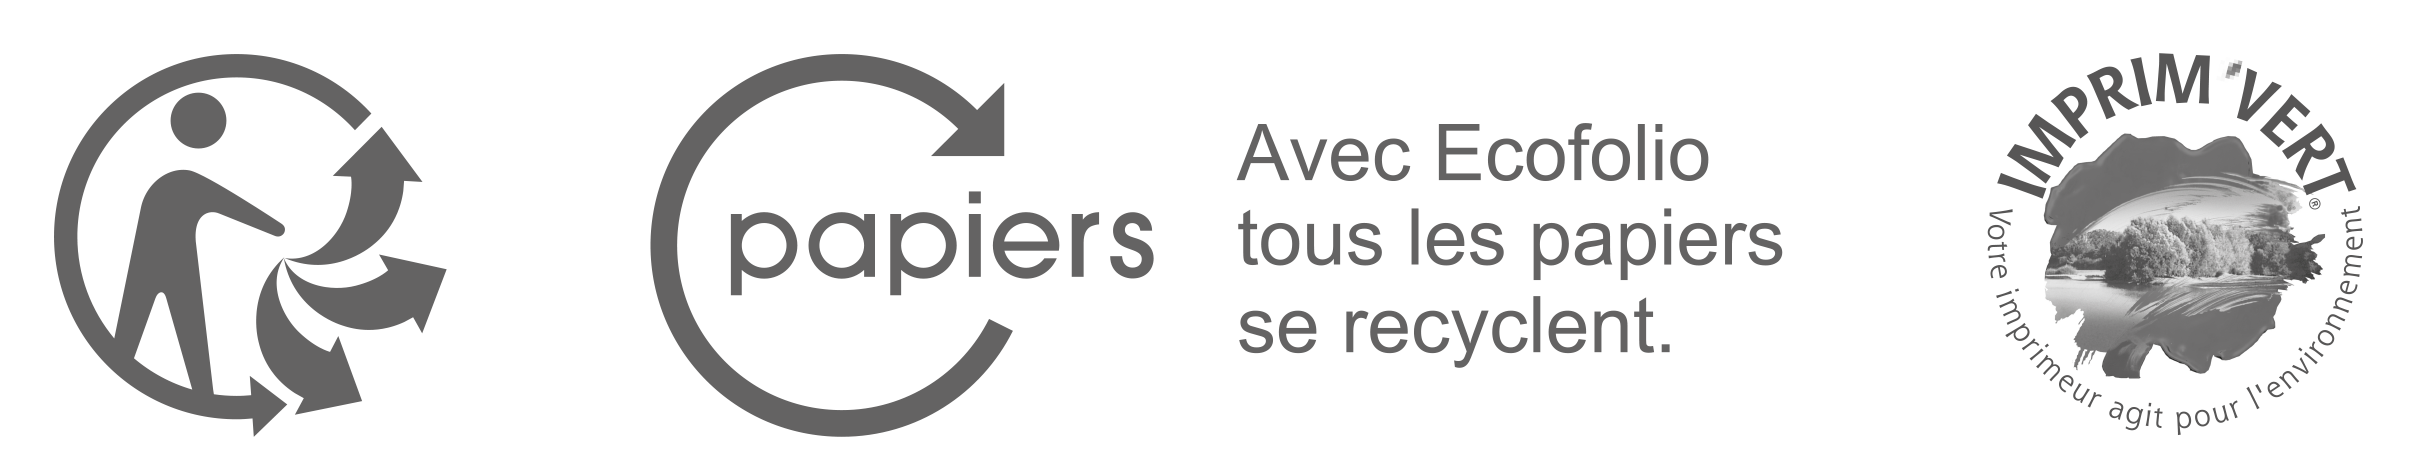 papiers
Avec Ecofolio
tous les papiers
se recyclent.
IMPRIM'VERT®
Votre imprimeur agit pour l'environnement